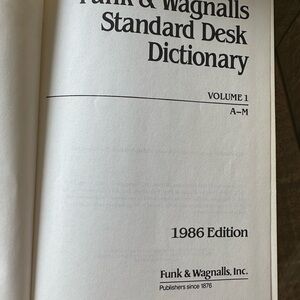 Funk & Wagnalls
Standard Desk
Dictionary
VOLUME 1
A–M
1986 Edition
Funk & Wagnalls, Inc.
Publishers since 1876